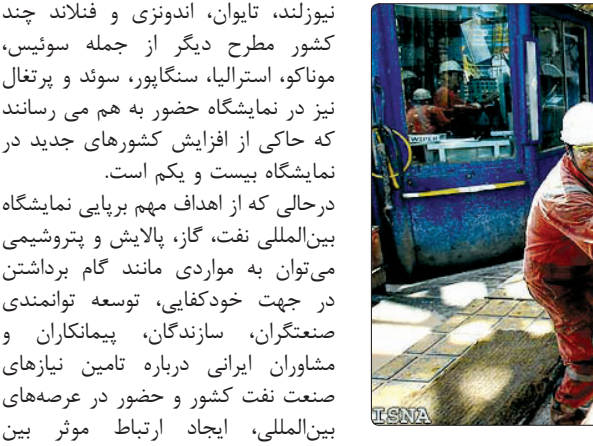 نیوزلند، تایوان، اندونزی و فنلاند چند
کشور مطرح دیگر از جمله سوئیس،
موناکو، استرالیا، سنگاپور، سوئد و پرتغال
نیز در نمایشگاه حضور به هم می رسانند
که حاکی از افزایش کشورهای جدید در
نمایشگاه بیست و یکم است.
درحالی که از اهداف مهم برپایی نمایشگاه
بین‌المللی نفت، گاز، پالایش و پتروشیمی
می‌توان به مواردی مانند گام برداشتن
در جهت خودکفایی، توسعه توانمندی
صنعتگران، سازندگان، پیمانکاران و
مشاوران ایرانی درباره تامین نیازهای
صنعت نفت کشور و حضور در عرصه‌های
بین‌المللی، ایجاد ارتباط موثر بین
WIPER
ISNA